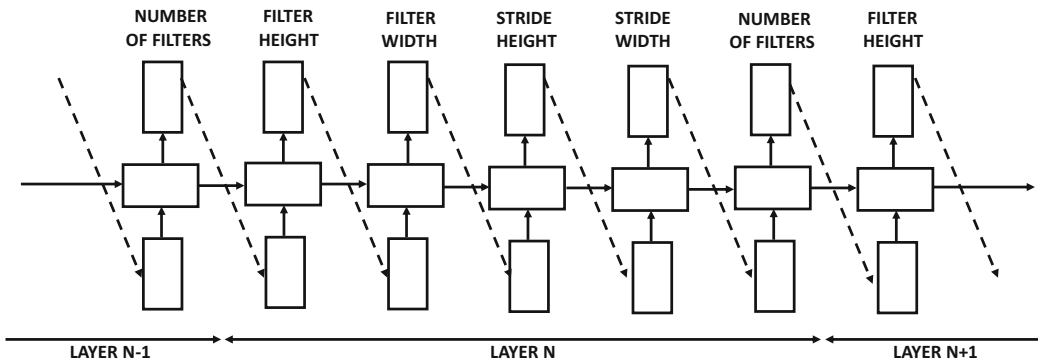 NUMBER
OF FILTERS
FILTER
HEIGHT
FILTER
WIDTH
STRIDE
HEIGHT
STRIDE
WIDTH
NUMBER
OF FILTERS
FILTER
HEIGHT
LAYER N-1
LAYER N
LAYER N+1